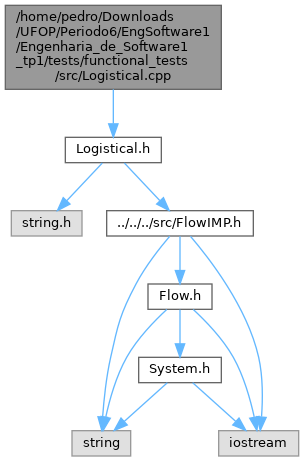 /home/pedro/Downloads
/UFOP/Periodo6/EngSoftware1
/Engenharia_de_Software1
_tp1/tests/functional_tests
/src/Logistical.cpp
Logistical.h
string.h
../../../src/FlowIMP.h
Flow.h
System.h
string
iostream